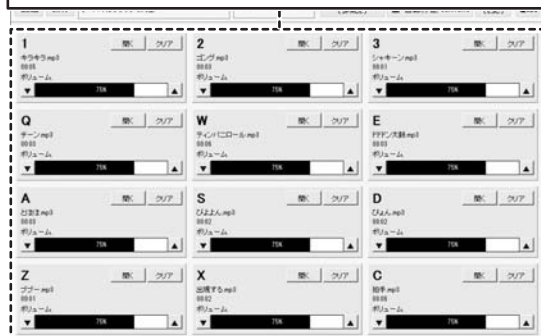 1 開く クリア
キラキラ.mp3
00:05
ボリューム
▼ 75% ▲
2 開く クリア
ゴング.mp3
00:03
ボリューム
▼ 75% ▲
3 開く クリア
シャキーン.mp3
00:01
ボリューム
▼ 75% ▲
Q 開く クリア
チーン.mp3
00:03
ボリューム
▼ 75% ▲
W 開く クリア
ティンパニロール.mp3
00:06
ボリューム
▼ 75% ▲
E 開く クリア
00:03
ボリューム
▼ 75% ▲
A 開く クリア
00:03
ボリューム
▼ 75% ▲
S 開く クリア
ぴよよん.mp3
00:02
ボリューム
▼ 75% ▲
D 開く クリア
ぴよん.mp3
00:02
ボリューム
▼ 75% ▲
Z 開く クリア
ブブー.mp3
00:01
ボリューム
▼ 75% ▲
X 開く クリア
出現する.mp3
00:02
ボリューム
▼ 75% ▲
C 開く クリア
拍手.mp3
ボリューム
▼ 75% ▲